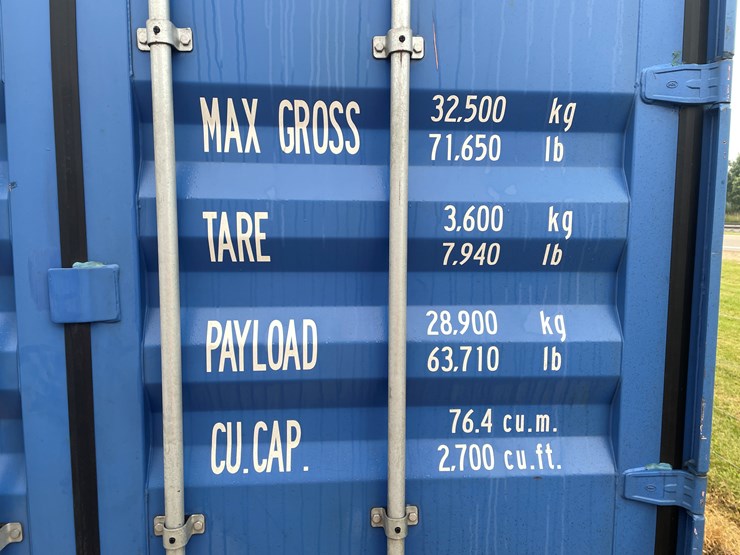 MAX GROSS 32,500 kg
71,650 lb
TARE 3,600 kg
7,940 lb
PAYLOAD 28,900 kg
63,710 lb
CU.CAP. 76.4 cu.m.
2,700 cu.ft.